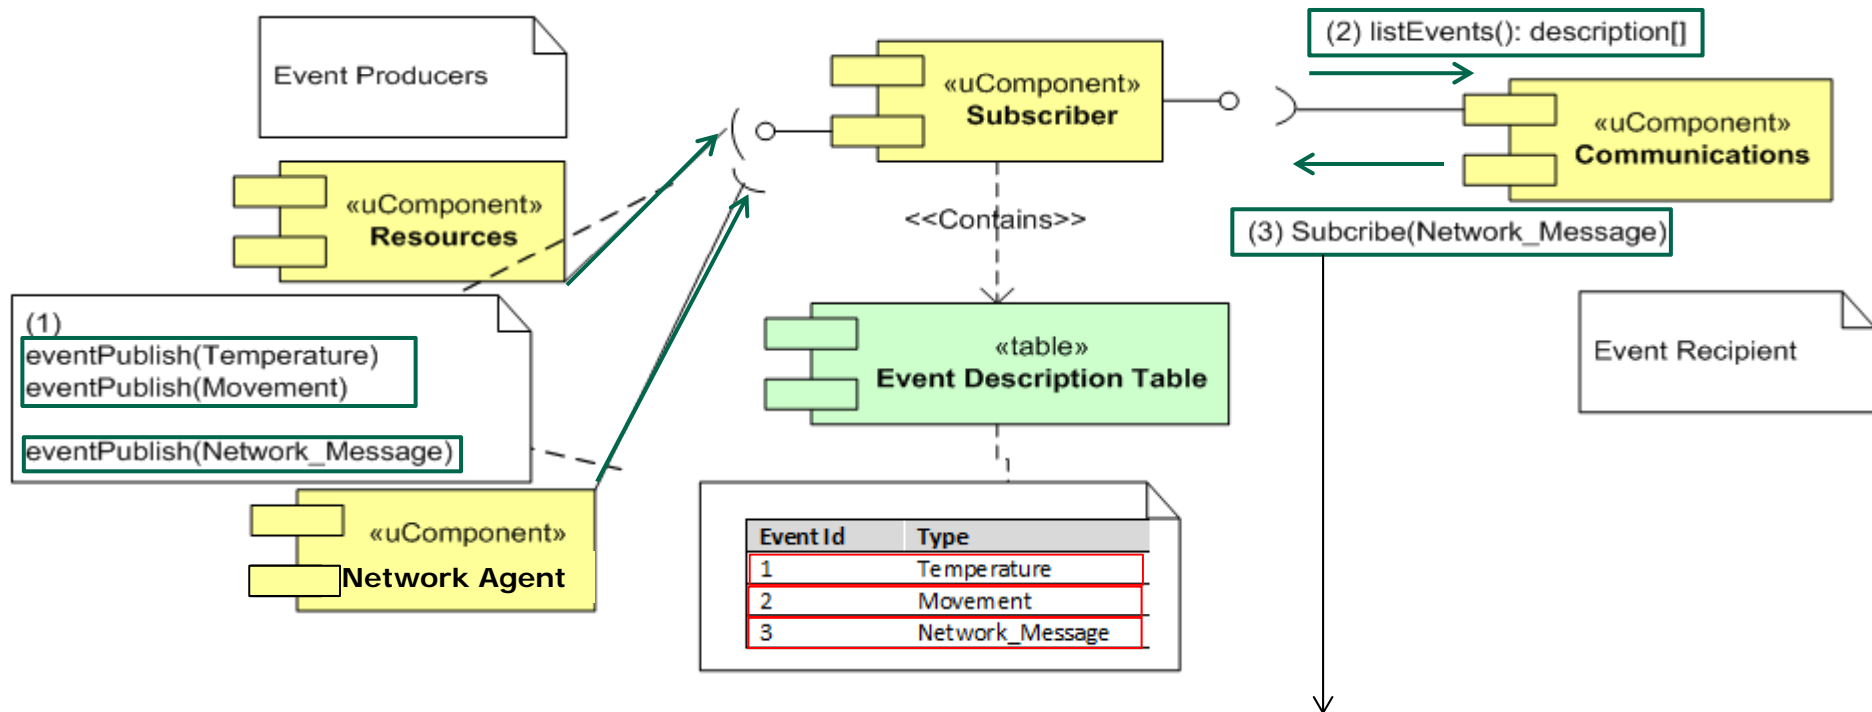 Event Producers
«uComponent»
Subscriber
(2) listEvents(): description[]
«uComponent»
Communications
«uComponent»
Resources
<<Contains>>
(3) Subcribe(Network_Message)
(1)
eventPublish(Temperature)
eventPublish(Movement)
eventPublish(Network_Message)
«table»
Event Description Table
Event Recipient
«uComponent»
Network Agent
Event Id Type
1 Temperature
2 Movement
3 Network_Message